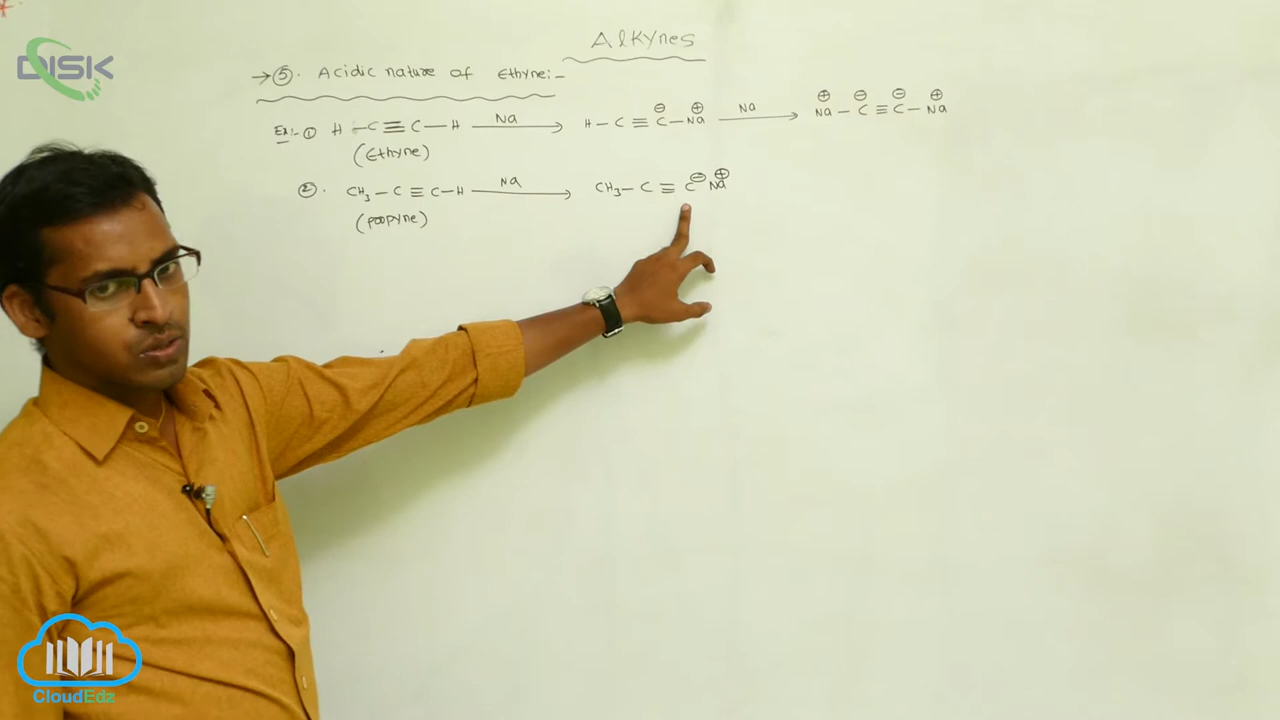 DISK
Alkynes
→ ⑤. Acidic nature of Ethyne:-
Ex:- ① H - C ≡ C - H Na → H - C ≡ C⊖ - Na⊕ Na → Na⊕ - C⊖ ≡ C⊖ - Na⊕
(Ethyne)
②. CH₃ - C ≡ C - H Na → CH₃ - C ≡ C⊖ Na⊕
(propyne)
CloudEdz